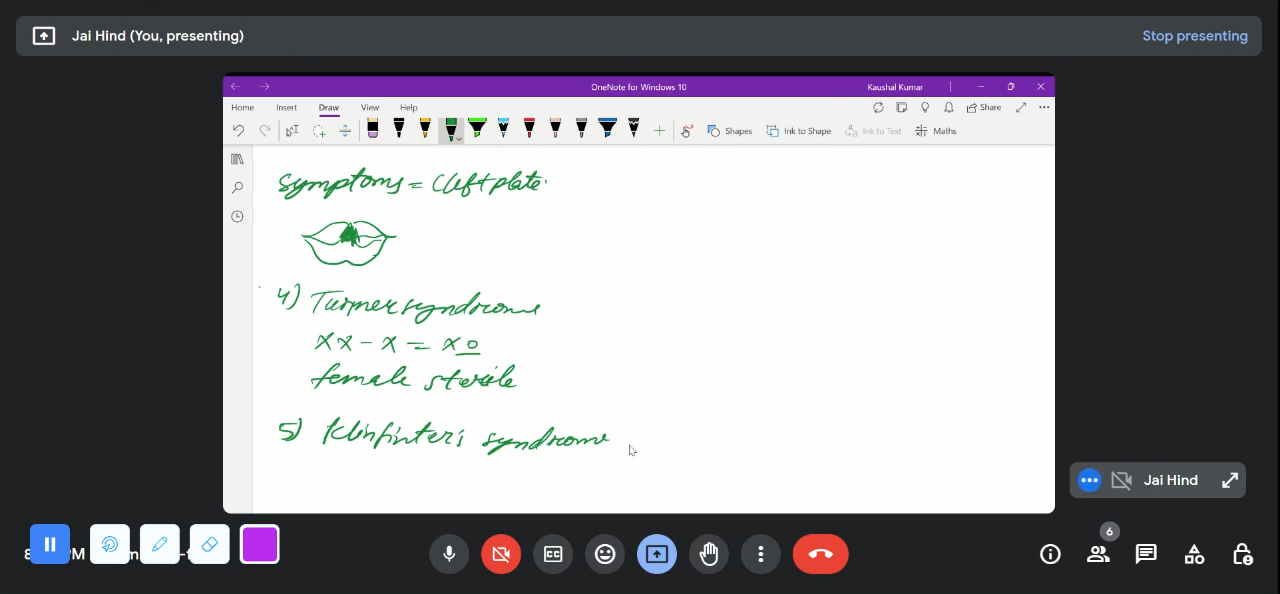 Jai Hind (You, presenting)
Stop presenting
OneNote for Windows 10
Kaushal Kumar
Home Insert Draw View Help
Share
Shapes
Ink to Shape
Ink to Text
Maths
Symptoms = Cleft plate.
4) Turner syndrome
XX - X = XO
female sterile
5) Klinfinter's syndrome
Jai Hind
6